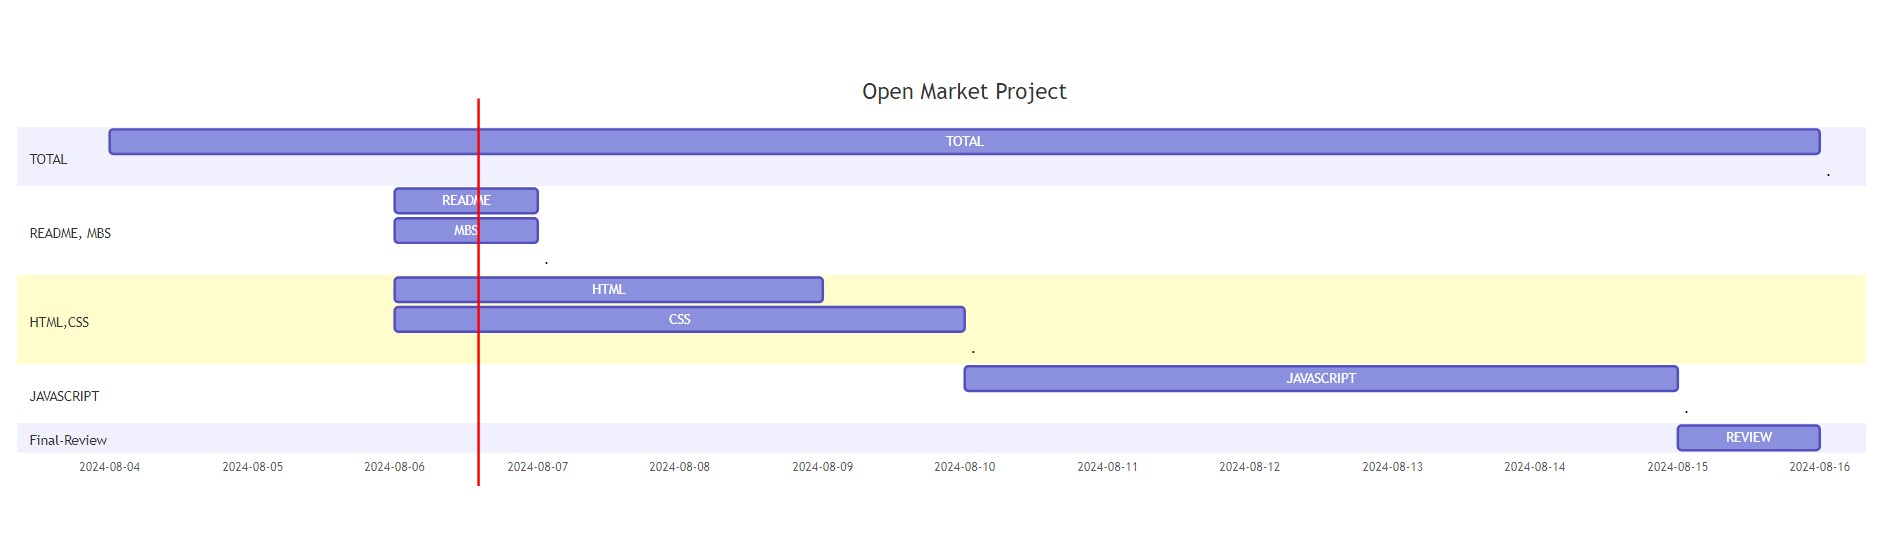 Open Market Project
TOTAL
TOTAL
.
README, MBS
README
MBS
.
HTML,CSS
HTML
CSS
.
JAVASCRIPT
JAVASCRIPT
.
Final-Review
REVIEW
2024-08-04 2024-08-05 2024-08-06 2024-08-07 2024-08-08 2024-08-09 2024-08-10 2024-08-11 2024-08-12 2024-08-13 2024-08-14 2024-08-15 2024-08-16